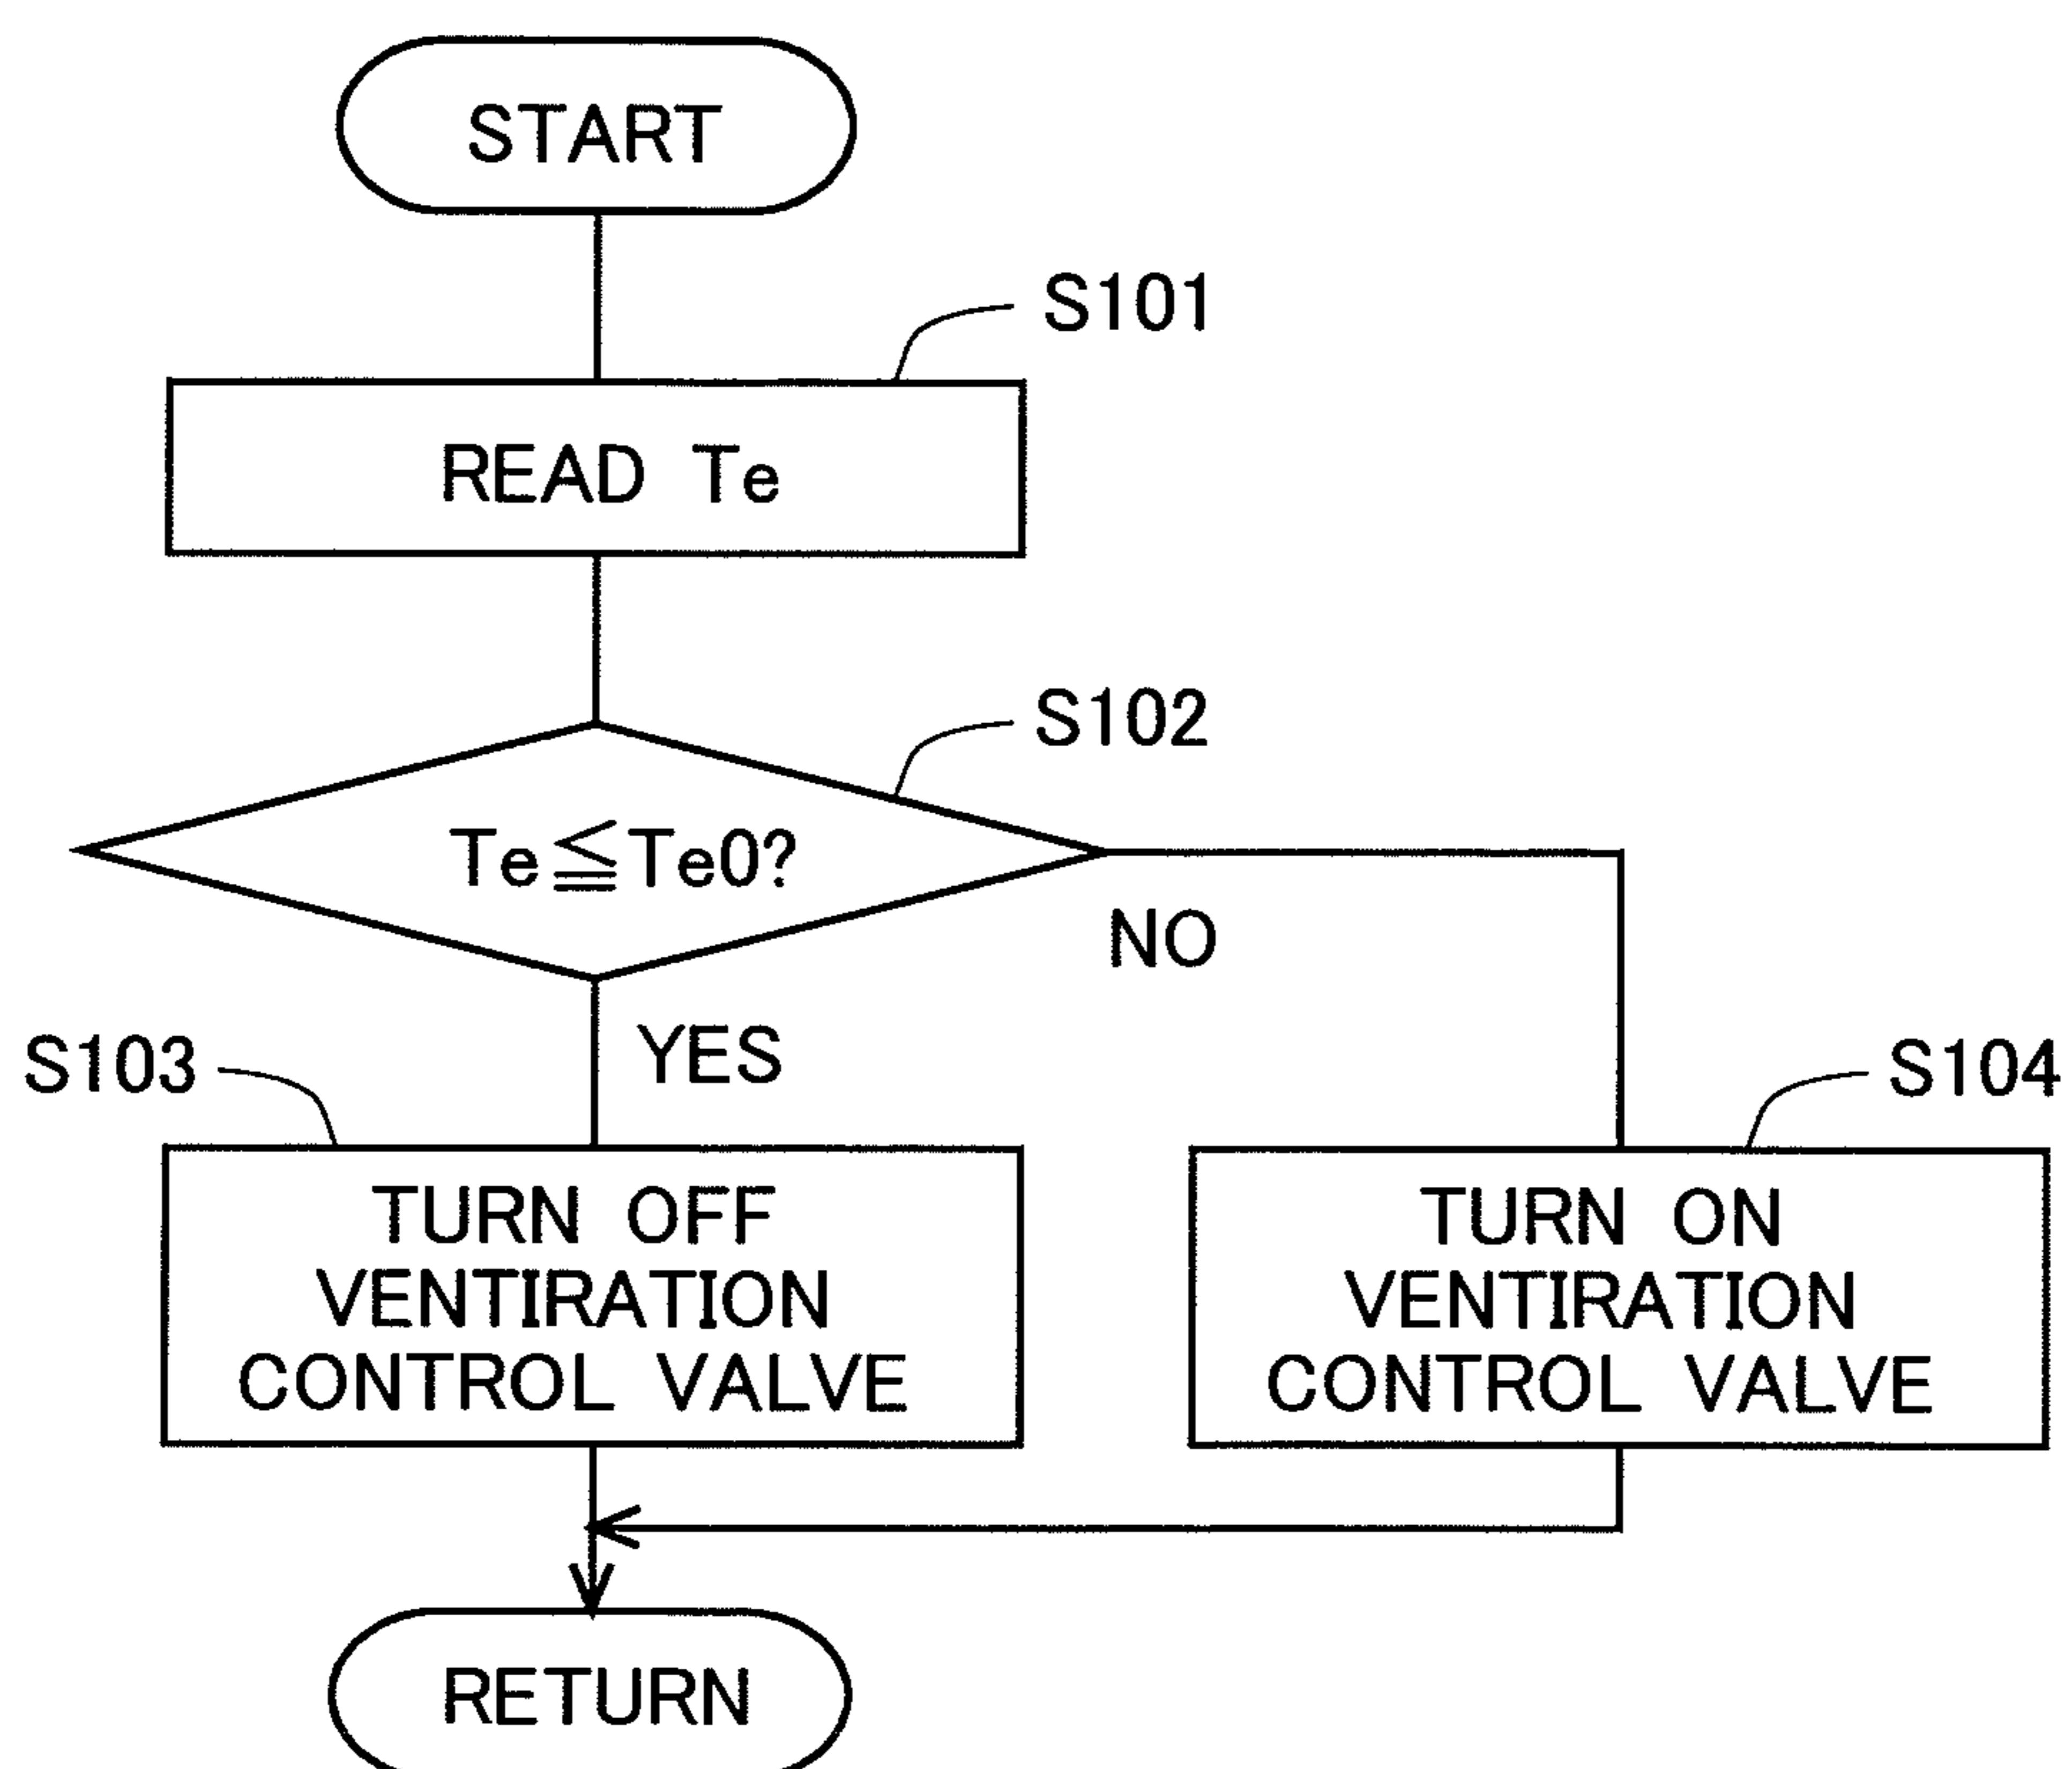 START
S101
READ Te
S102
Te≦Te0?
NO
YES
S103
S104
TURN OFF
VENTIRATION
CONTROL VALVE
TURN ON
VENTIRATION
CONTROL VALVE
RETURN